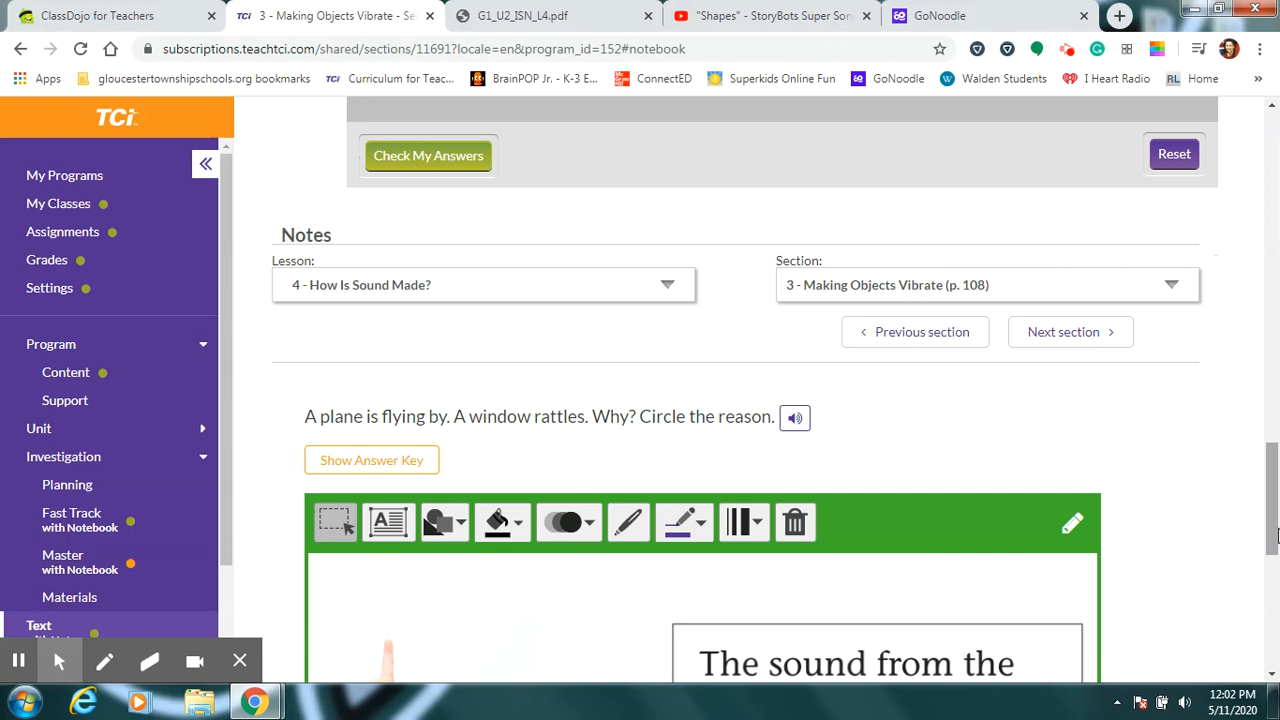 ClassDojo for Teachers
TCi 3 - Making Objects Vibrate - Se
G1_U2_ISN_L4.pdf
"Shapes" - StoryBots Super Son
GoNoodle
subscriptions.teachtci.com/shared/sections/11691?locale=en&program_id=152#notebook
Apps
gloucestertownshipschools.org bookmarks
TCi Curriculum for Teac...
BrainPOP Jr. - K-3 E...
ConnectED
Superkids Online Fun
GoNoodle
Walden Students
I Heart Radio
RL Home
»
TCi
My Programs
My Classes
Assignments
Grades
Settings
Program
Content
Support
Unit
Investigation
Planning
Fast Track
with Notebook
Master
with Notebook
Materials
Text
Check My Answers
Reset
Notes
Lesson:
Section:
4 - How Is Sound Made?
3 - Making Objects Vibrate (p. 108)
‹ Previous section
Next section ›
A plane is flying by. A window rattles. Why? Circle the reason.
Show Answer Key
A
The sound from the
12:02 PM
5/11/2020